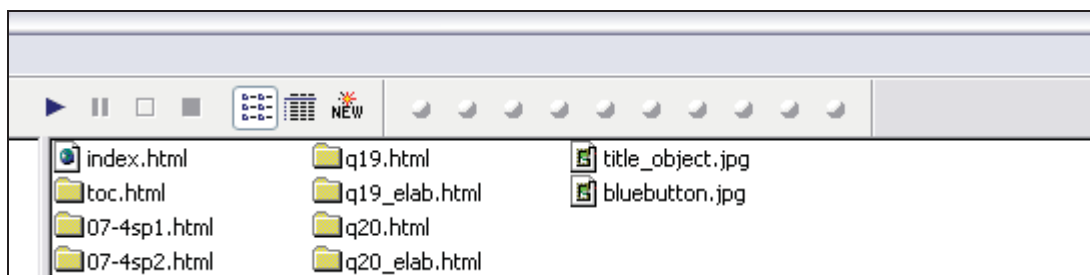 NEW
index.html q19.html title_object.jpg
toc.html q19_elab.html bluebutton.jpg
07-4sp1.html q20.html
07-4sp2.html q20_elab.html